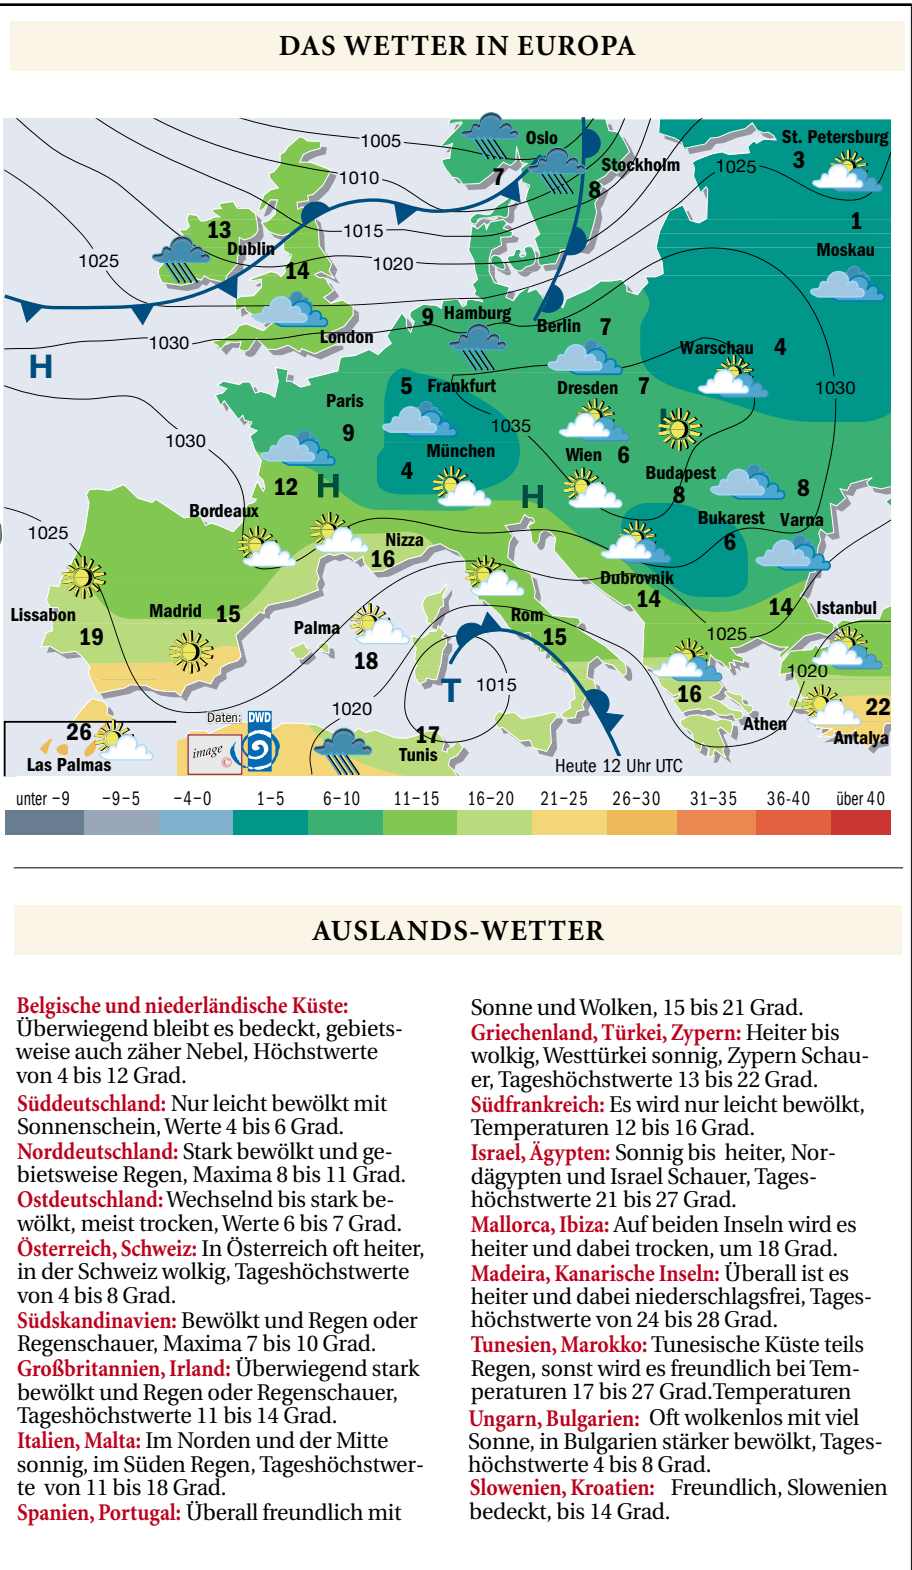 DAS WETTER IN EUROPA
1005
Oslo
St. Petersburg
Stockholm
1025
3
1010
7
8
13
1
1015
Dublin
Moskau
1025
1020
14
9 Hamburg
Berlin 7
1030
London
Warschau 4
H
5 Frankfurt
Dresden 7
1030
Paris
9
1035
1030
München
Wien 6
4
Budapest
12 H
H
8
8
Bordeaux
Bukarest Varna
1025
Nizza
6
16
Dubrovnik
14
14
Lissabon
Madrid 15
Istanbul
19
Palma
Rom
15
1025
18
1020
T 1015
16
1020
22
Daten: DWD
26
17
Athen
Antalya
image ©
Tunis
Las Palmas
Heute 12 Uhr UTC
unter −9 −9−5 −4−0 1−5 6−10 11−15 16−20 21−25 26−30 31−35 36-40 über 40
AUSLANDS-WETTER
Belgische und niederländische Küste:
Überwiegend bleibt es bedeckt, gebiets-
weise auch zäher Nebel, Höchstwerte
von 4 bis 12 Grad.
Süddeutschland: Nur leicht bewölkt mit
Sonnenschein, Werte 4 bis 6 Grad.
Norddeutschland: Stark bewölkt und ge-
bietsweise Regen, Maxima 8 bis 11 Grad.
Ostdeutschland: Wechselnd bis stark be-
wölkt, meist trocken, Werte 6 bis 7 Grad.
Österreich, Schweiz: In Österreich oft heiter,
in der Schweiz wolkig, Tageshöchstwerte
von 4 bis 8 Grad.
Südskandinavien: Bewölkt und Regen oder
Regenschauer, Maxima 7 bis 10 Grad.
Großbritannien, Irland: Überwiegend stark
bewölkt und Regen oder Regenschauer,
Tageshöchstwerte 11 bis 14 Grad.
Italien, Malta: Im Norden und der Mitte
sonnig, im Süden Regen, Tageshöchstwer-
te von 11 bis 18 Grad.
Spanien, Portugal: Überall freundlich mit
Sonne und Wolken, 15 bis 21 Grad.
Griechenland, Türkei, Zypern: Heiter bis
wolkig, Westtürkei sonnig, Zypern Schau-
er, Tageshöchstwerte 13 bis 22 Grad.
Südfrankreich: Es wird nur leicht bewölkt,
Temperaturen 12 bis 16 Grad.
Israel, Ägypten: Sonnig bis heiter, Nor-
dägypten und Israel Schauer, Tages-
höchstwerte 21 bis 27 Grad.
Mallorca, Ibiza: Auf beiden Inseln wird es
heiter und dabei trocken, um 18 Grad.
Madeira, Kanarische Inseln: Überall ist es
heiter und dabei niederschlagsfrei, Tages-
höchstwerte von 24 bis 28 Grad.
Tunesien, Marokko: Tunesische Küste teils
Regen, sonst wird es freundlich bei Tem-
peraturen 17 bis 27 Grad.Temperaturen
Ungarn, Bulgarien: Oft wolkenlos mit viel
Sonne, in Bulgarien stärker bewölkt, Tages-
höchstwerte 4 bis 8 Grad.
Slowenien, Kroatien: Freundlich, Slowenien
bedeckt, bis 14 Grad.